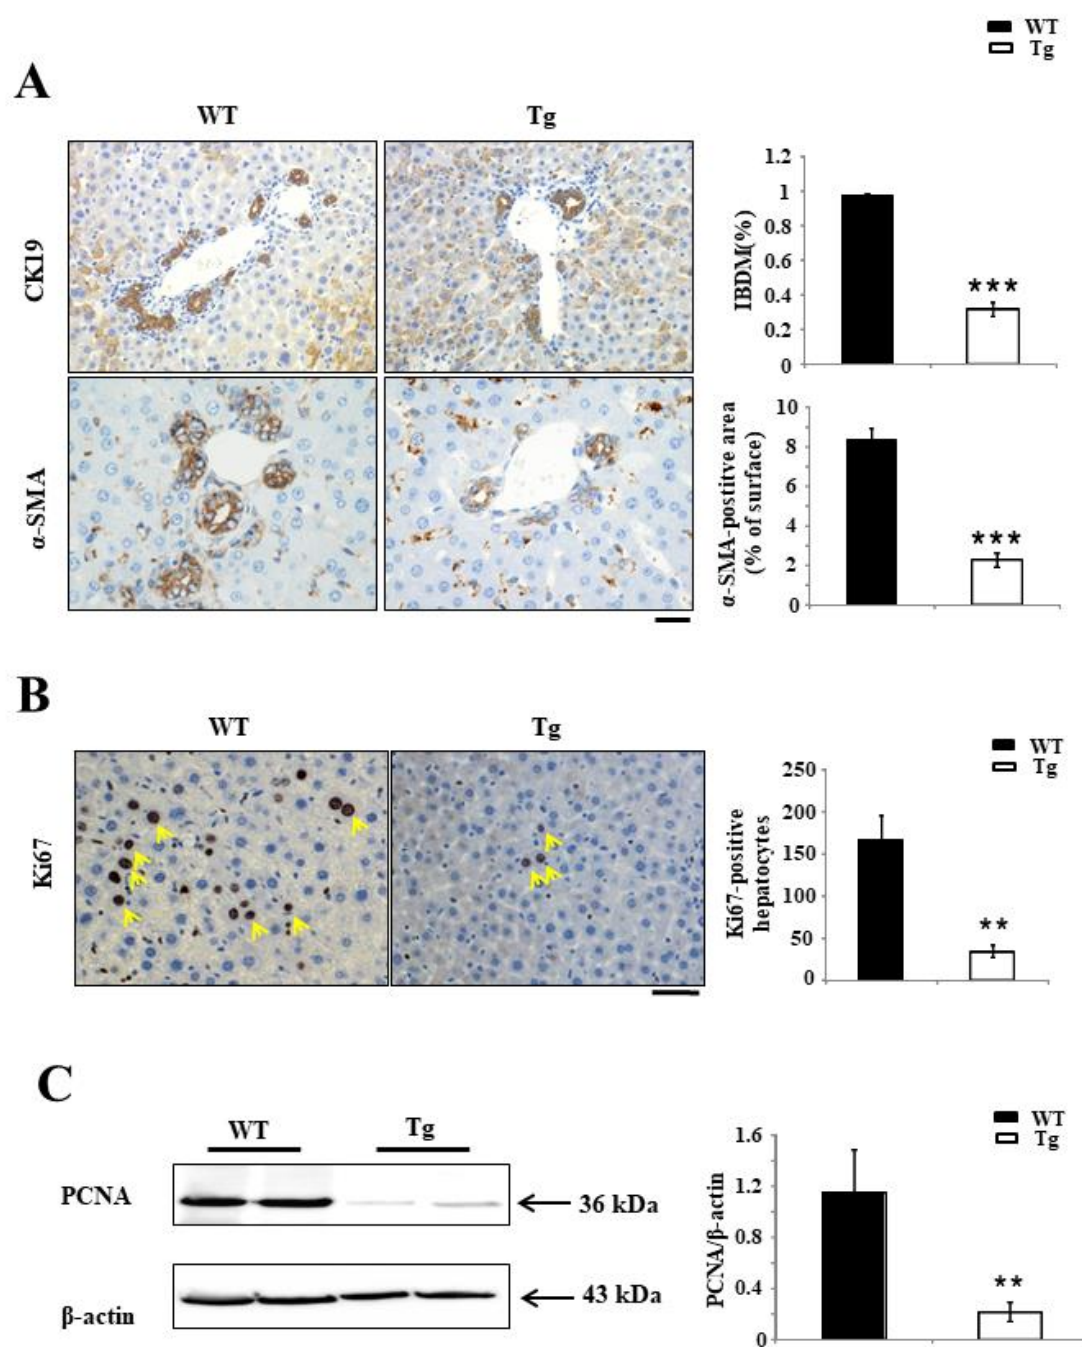 WT
Tg
A
WT
Tg
CK19
1.2
1
0.8
0.6
0.4
0.2
0
IBDM(%)
***
α-SMA
10
8
6
4
2
0
α-SMA-postitive area
(% of surface)
***
B
WT
Tg
Ki67
WT
Tg
250
200
150
100
50
0
Ki67-positive
hepatocytes
**
C
WT
Tg
PCNA
36 kDa
β-actin
43 kDa
WT
Tg
1.6
1.2
0.8
0.4
0
PCNA/β-actin
**